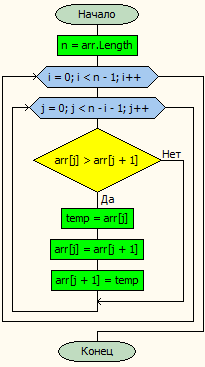 Начало
n = arr.Length
i = 0; i < n - 1; i++
j = 0; j < n - i - 1; j++
arr[j] > arr[j + 1]
Нет
Да
temp = arr[j]
arr[j] = arr[j + 1]
arr[j + 1] = temp
Конец